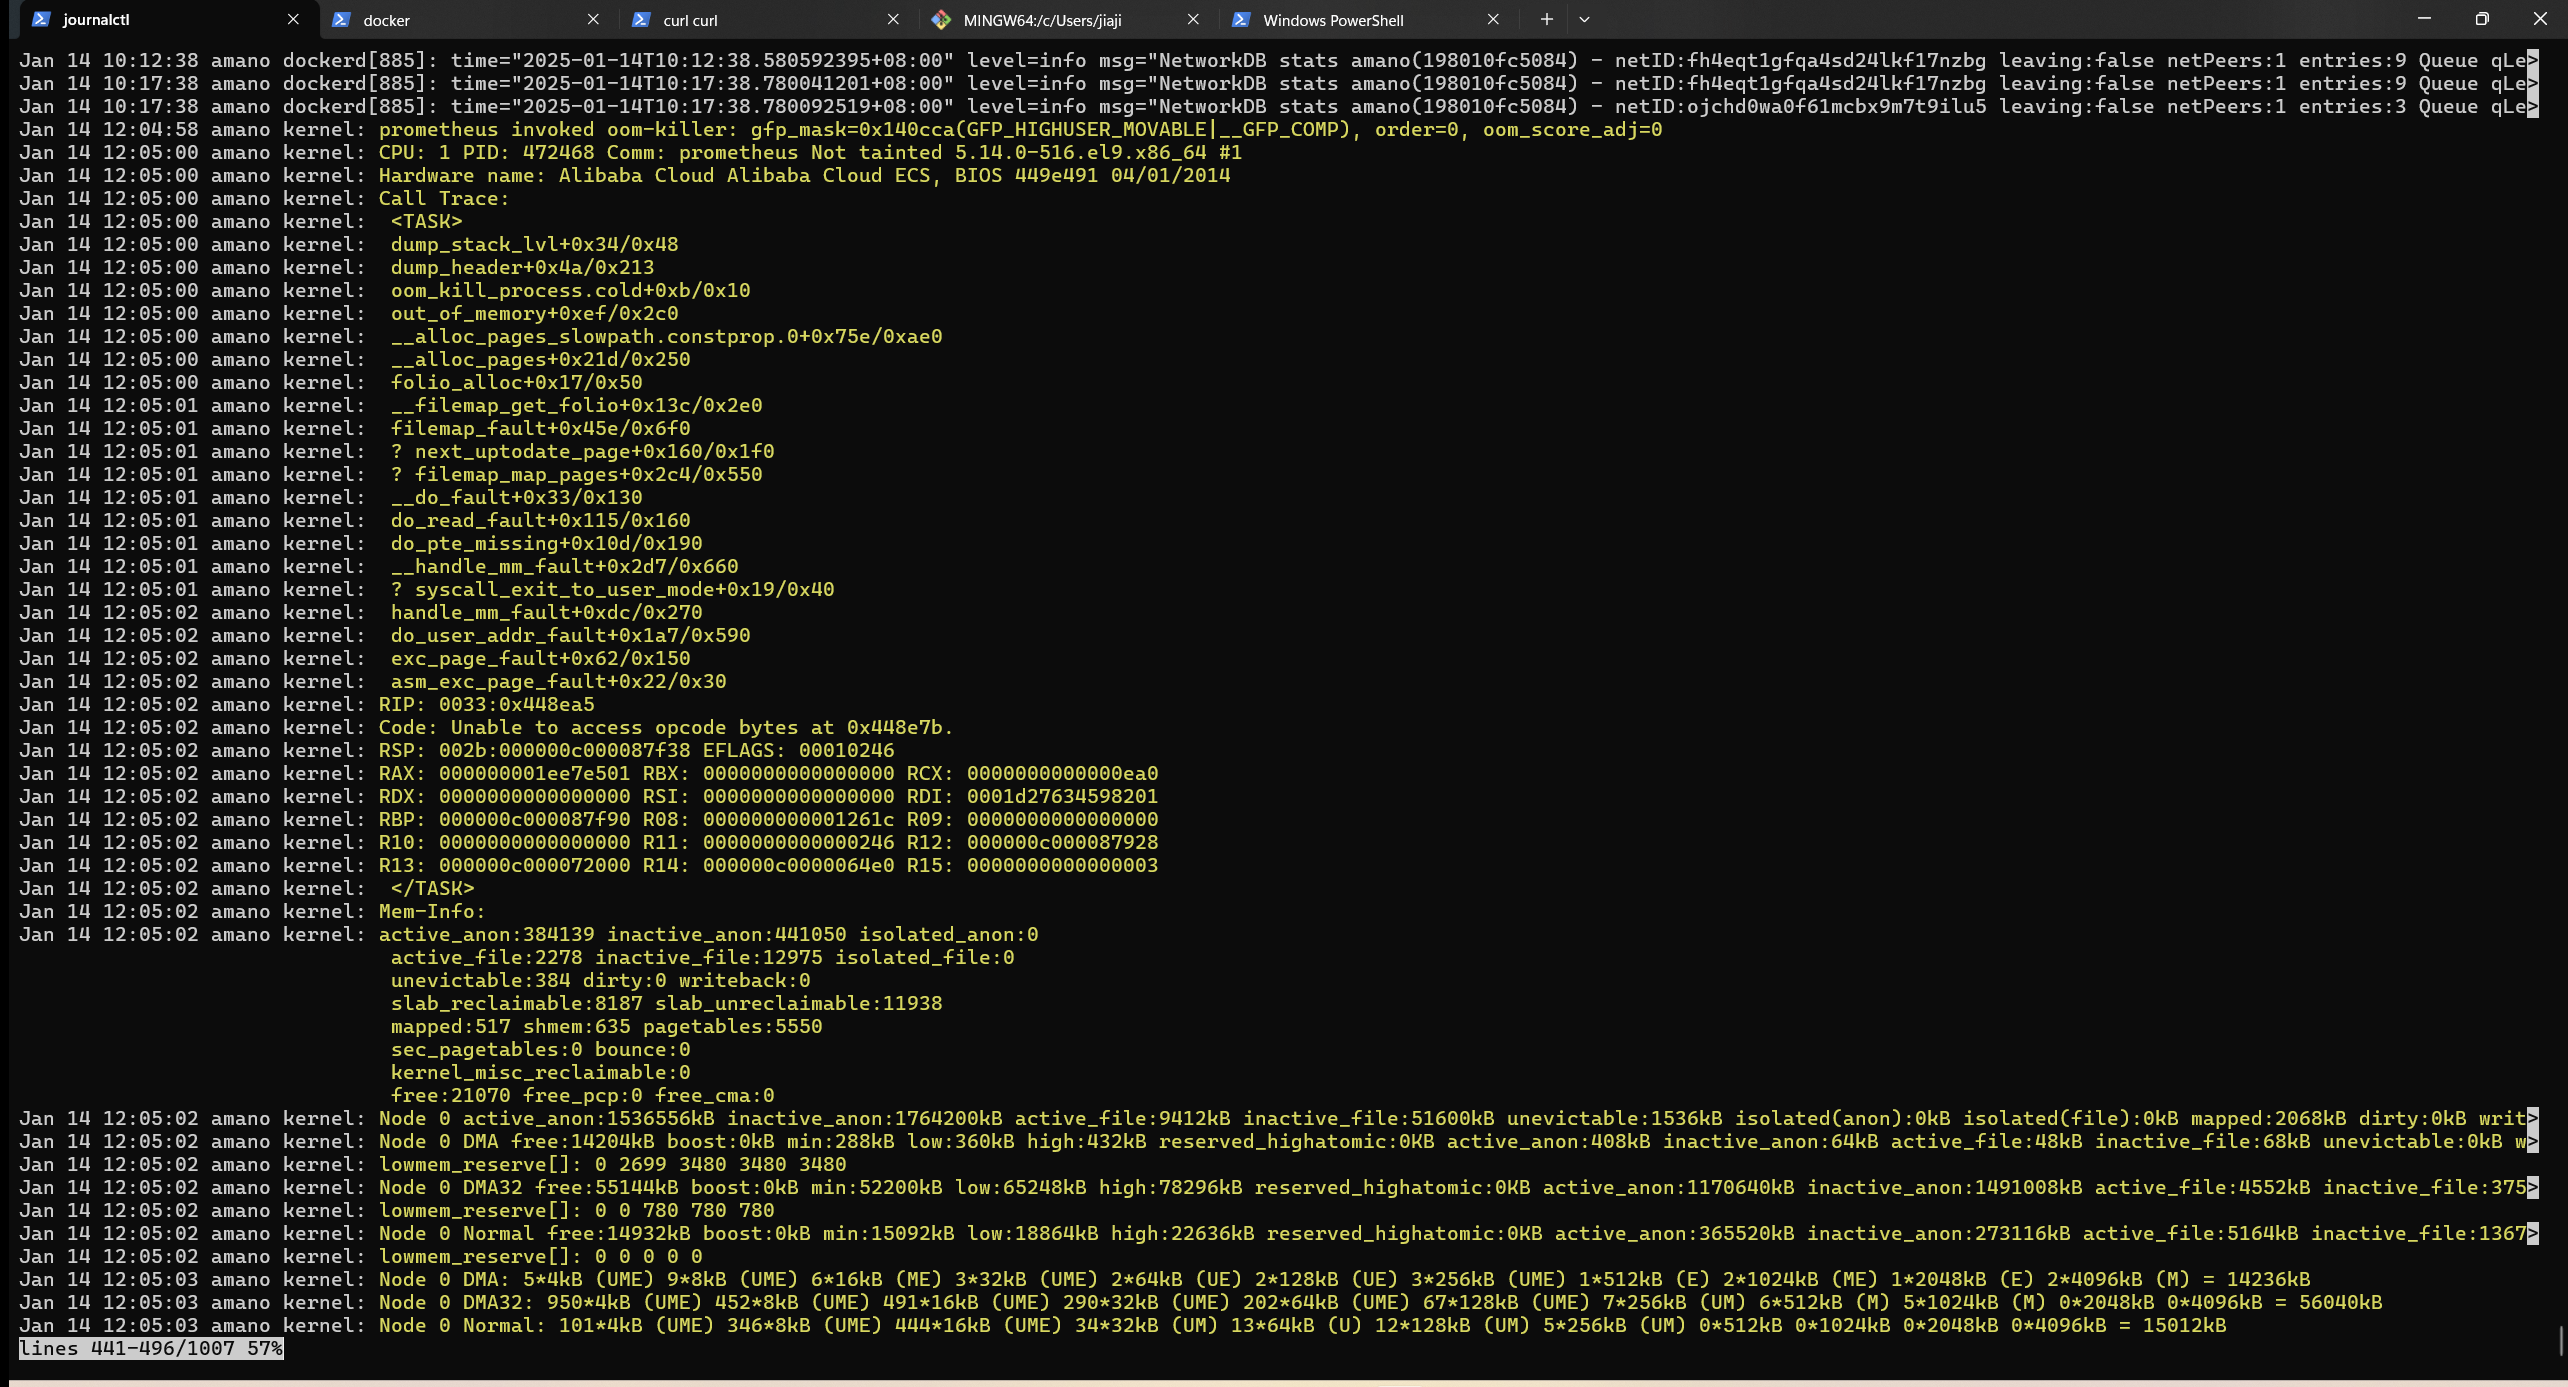 journalctl
docker
curl curl
MINGW64:/c/Users/jiaji
Windows PowerShell
Jan 14 10:12:38 amano dockerd[885]: time="2025-01-14T10:12:38.580592395+08:00" level=info msg="NetworkDB stats amano(198010fc5084) - netID:fh4eqt1gfqa4sd24lkf17nzbg leaving:false netPeers:1 entries:9 Queue qLe>
Jan 14 10:17:38 amano dockerd[885]: time="2025-01-14T10:17:38.780041201+08:00" level=info msg="NetworkDB stats amano(198010fc5084) - netID:fh4eqt1gfqa4sd24lkf17nzbg leaving:false netPeers:1 entries:9 Queue qLe>
Jan 14 10:17:38 amano dockerd[885]: time="2025-01-14T10:17:38.780092519+08:00" level=info msg="NetworkDB stats amano(198010fc5084) - netID:ojchd0wa0f61mcbx9m7t9ilu5 leaving:false netPeers:1 entries:3 Queue qLe>
Jan 14 12:04:58 amano kernel: prometheus invoked oom-killer: gfp_mask=0x140cca(GFP_HIGHUSER_MOVABLE|__GFP_COMP), order=0, oom_score_adj=0
Jan 14 12:05:00 amano kernel: CPU: 1 PID: 472468 Comm: prometheus Not tainted 5.14.0-516.el9.x86_64 #1
Jan 14 12:05:00 amano kernel: Hardware name: Alibaba Cloud Alibaba Cloud ECS, BIOS 449e491 04/01/2014
Jan 14 12:05:00 amano kernel: Call Trace:
Jan 14 12:05:00 amano kernel:  <TASK>
Jan 14 12:05:00 amano kernel:  dump_stack_lvl+0x34/0x48
Jan 14 12:05:00 amano kernel:  dump_header+0x4a/0x213
Jan 14 12:05:00 amano kernel:  oom_kill_process.cold+0xb/0x10
Jan 14 12:05:00 amano kernel:  out_of_memory+0xef/0x2c0
Jan 14 12:05:00 amano kernel:  __alloc_pages_slowpath.constprop.0+0x75e/0xae0
Jan 14 12:05:00 amano kernel:  __alloc_pages+0x21d/0x250
Jan 14 12:05:00 amano kernel:  folio_alloc+0x17/0x50
Jan 14 12:05:01 amano kernel:  __filemap_get_folio+0x13c/0x2e0
Jan 14 12:05:01 amano kernel:  filemap_fault+0x45e/0x6f0
Jan 14 12:05:01 amano kernel:  ? next_uptodate_page+0x160/0x1f0
Jan 14 12:05:01 amano kernel:  ? filemap_map_pages+0x2c4/0x550
Jan 14 12:05:01 amano kernel:  __do_fault+0x33/0x130
Jan 14 12:05:01 amano kernel:  do_read_fault+0x115/0x160
Jan 14 12:05:01 amano kernel:  do_pte_missing+0x10d/0x190
Jan 14 12:05:01 amano kernel:  __handle_mm_fault+0x2d7/0x660
Jan 14 12:05:01 amano kernel:  ? syscall_exit_to_user_mode+0x19/0x40
Jan 14 12:05:02 amano kernel:  handle_mm_fault+0xdc/0x270
Jan 14 12:05:02 amano kernel:  do_user_addr_fault+0x1a7/0x590
Jan 14 12:05:02 amano kernel:  exc_page_fault+0x62/0x150
Jan 14 12:05:02 amano kernel:  asm_exc_page_fault+0x22/0x30
Jan 14 12:05:02 amano kernel: RIP: 0033:0x448ea5
Jan 14 12:05:02 amano kernel: Code: Unable to access opcode bytes at 0x448e7b.
Jan 14 12:05:02 amano kernel: RSP: 002b:000000c000087f38 EFLAGS: 00010246
Jan 14 12:05:02 amano kernel: RAX: 000000001ee7e501 RBX: 0000000000000000 RCX: 0000000000000ea0
Jan 14 12:05:02 amano kernel: RDX: 0000000000000000 RSI: 0000000000000000 RDI: 0001d27634598201
Jan 14 12:05:02 amano kernel: RBP: 000000c000087f90 R08: 000000000001261c R09: 0000000000000000
Jan 14 12:05:02 amano kernel: R10: 0000000000000000 R11: 0000000000000246 R12: 000000c000087928
Jan 14 12:05:02 amano kernel: R13: 000000c000072000 R14: 000000c0000064e0 R15: 0000000000000003
Jan 14 12:05:02 amano kernel:  </TASK>
Jan 14 12:05:02 amano kernel: Mem-Info:
Jan 14 12:05:02 amano kernel: active_anon:384139 inactive_anon:441050 isolated_anon:0
active_file:2278 inactive_file:12975 isolated_file:0
unevictable:384 dirty:0 writeback:0
slab_reclaimable:8187 slab_unreclaimable:11938
mapped:517 shmem:635 pagetables:5550
sec_pagetables:0 bounce:0
kernel_misc_reclaimable:0
free:21070 free_pcp:0 free_cma:0
Jan 14 12:05:02 amano kernel: Node 0 active_anon:1536556kB inactive_anon:1764200kB active_file:9412kB inactive_file:51600kB unevictable:1536kB isolated(anon):0kB isolated(file):0kB mapped:2068kB dirty:0kB writ>
Jan 14 12:05:02 amano kernel: Node 0 DMA free:14204kB boost:0kB min:288kB low:360kB high:432kB reserved_highatomic:0KB active_anon:408kB inactive_anon:64kB active_file:48kB inactive_file:68kB unevictable:0kB w>
Jan 14 12:05:02 amano kernel: lowmem_reserve[]: 0 2699 3480 3480 3480
Jan 14 12:05:02 amano kernel: Node 0 DMA32 free:55144kB boost:0kB min:52200kB low:65248kB high:78296kB reserved_highatomic:0KB active_anon:1170640kB inactive_anon:1491008kB active_file:4552kB inactive_file:375>
Jan 14 12:05:02 amano kernel: lowmem_reserve[]: 0 0 780 780 780
Jan 14 12:05:02 amano kernel: Node 0 Normal free:14932kB boost:0kB min:15092kB low:18864kB high:22636kB reserved_highatomic:0KB active_anon:365520kB inactive_anon:273116kB active_file:5164kB inactive_file:1367>
Jan 14 12:05:02 amano kernel: lowmem_reserve[]: 0 0 0 0 0
Jan 14 12:05:03 amano kernel: Node 0 DMA: 5*4kB (UME) 9*8kB (UME) 6*16kB (ME) 3*32kB (UME) 2*64kB (UE) 2*128kB (UE) 3*256kB (UME) 1*512kB (E) 2*1024kB (ME) 1*2048kB (E) 2*4096kB (M) = 14236kB
Jan 14 12:05:03 amano kernel: Node 0 DMA32: 950*4kB (UME) 452*8kB (UME) 491*16kB (UME) 290*32kB (UME) 202*64kB (UME) 67*128kB (UME) 7*256kB (UM) 6*512kB (M) 5*1024kB (M) 0*2048kB 0*4096kB = 56040kB
Jan 14 12:05:03 amano kernel: Node 0 Normal: 101*4kB (UME) 346*8kB (UME) 444*16kB (UME) 34*32kB (UM) 13*64kB (U) 12*128kB (UM) 5*256kB (UM) 0*512kB 0*1024kB 0*2048kB 0*4096kB = 15012kB
lines 441-496/1007 57%